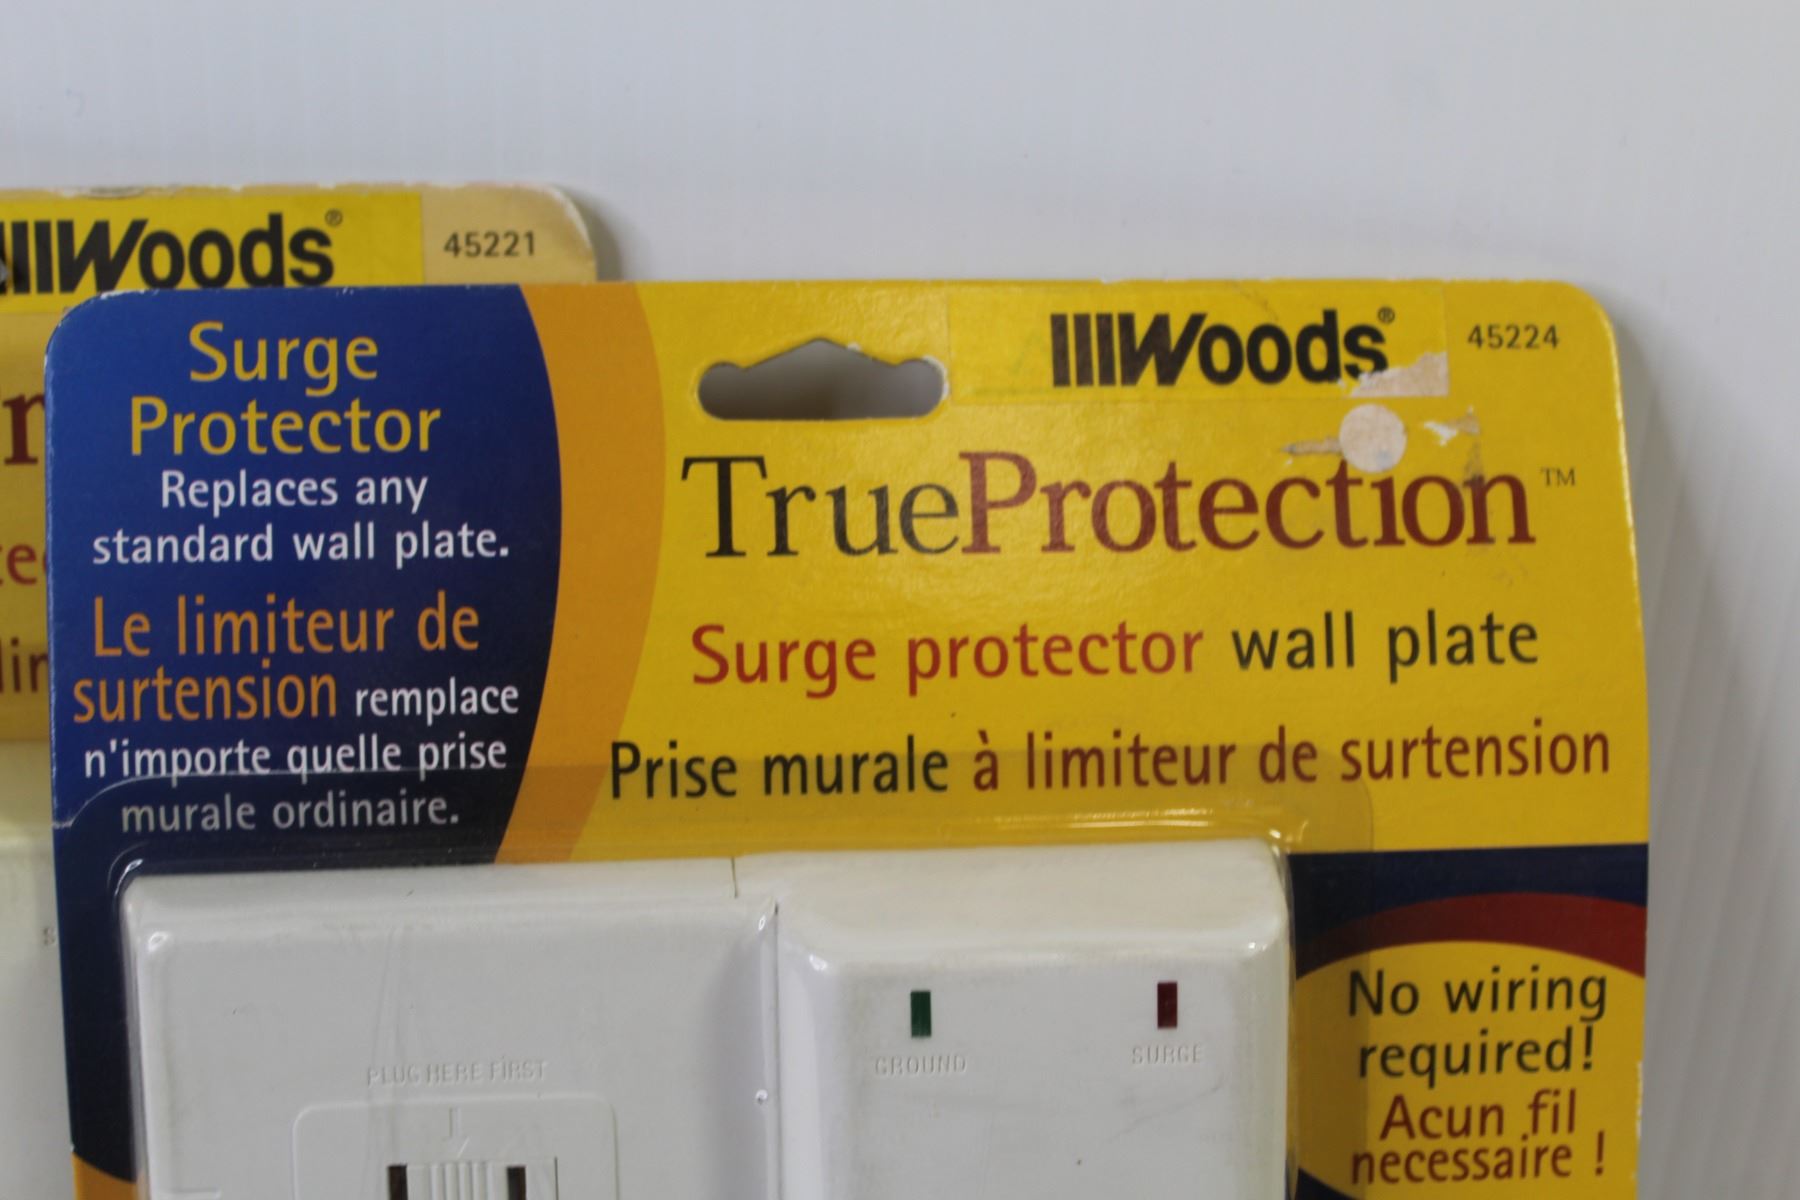 Woods®
45221
Surge
Protector
Replaces any
standard wall plate.
Le limiteur de
surtension remplace
n'importe quelle prise
murale ordinaire.
Woods®
45224
TrueProtection™
Surge protector wall plate
Prise murale à limiteur de surtension
PLUG HERE FIRST
GROUND
SURGE
No wiring
required!
Acun fil
necessaire !